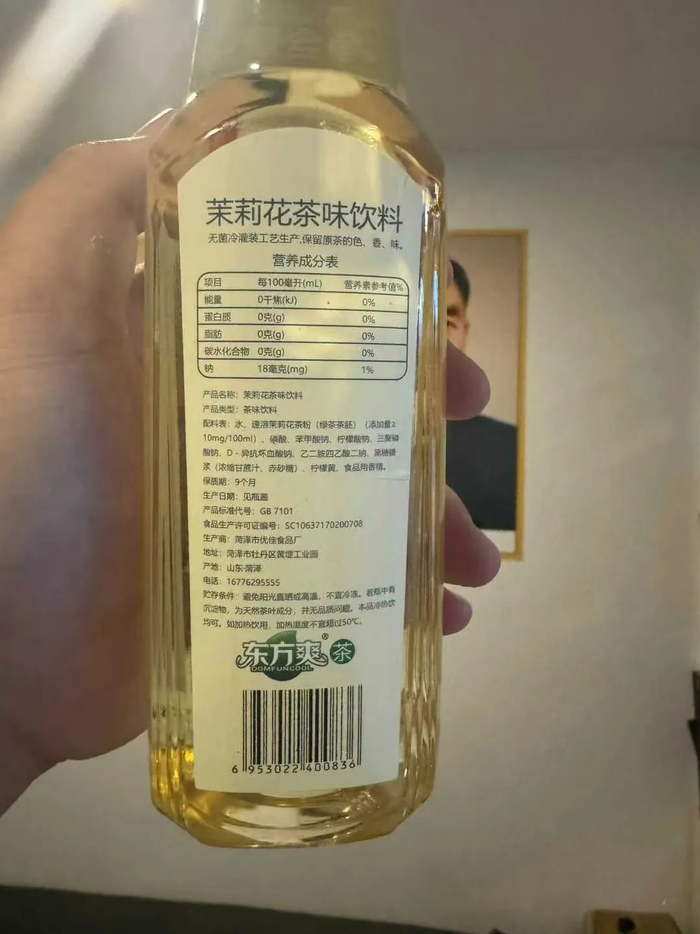 茉莉花茶味饮料
无菌冷灌装工艺生产,保留原茶的色、香、味。
营养成分表
项目 每100毫升(mL) 营养素参考值%
能量 0千焦(kJ) 0%
蛋白质 0克(g) 0%
脂肪 0克(g) 0%
碳水化合物 0克(g) 0%
钠 18毫克(mg) 1%
产品名称：茉莉花茶味饮料
产品类型：茶味饮料
配料表：水、速溶茉莉花茶粉（绿茶茶胚）（添加量≥
10mg/100ml）、磷酸、苯甲酸钠、柠檬酸钠、三聚磷
酸钠、D-异抗坏血酸钠、乙二胺四乙酸二钠、黑糖糖
浆（浓缩甘蔗汁、赤砂糖）、柠檬黄、食品用香精。
保质期：9个月
生产日期：见瓶盖
产品标准代号：GB 7101
食品生产许可证编号：SC10637170200708
生产商：菏泽市优佳食品厂
地址：菏泽市牡丹区黄堽工业园
产地：山东·菏泽
电话：16776295555
贮存条件：避免阳光直晒或高温，不宜冷冻。若瓶中有
沉淀物，为天然茶叶成分，并无品质问题。本品冷热饮
均可。如加热饮用，加热温度不宜超过50℃。
东方爽® 茶
DOMFUNCOOL
6 953022 400836